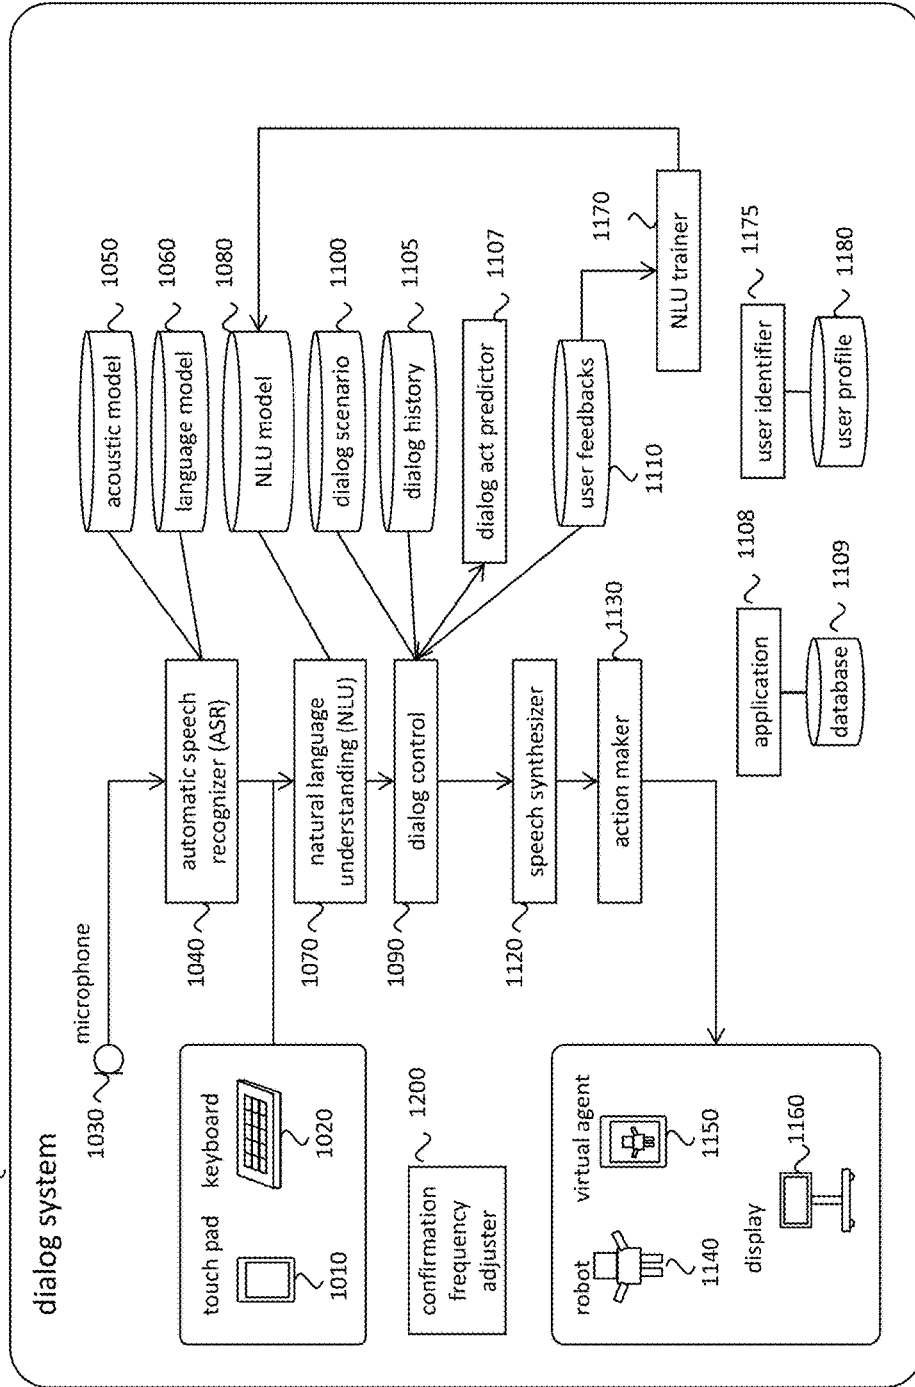 dialog system
1030
microphone
touch pad
keyboard
1010
1020
1040
automatic speech
recognizer (ASR)
acoustic model
1050
language model
1060
1070
natural language
understanding (NLU)
NLU model
1080
1090
dialog control
dialog scenario
1100
dialog history
1105
dialog act predictor
1107
user feedbacks
1110
NLU trainer
1170
confirmation
frequency
adjuster
1200
1120
speech synthesizer
action maker
1130
robot
1140
virtual agent
1150
display
1160
application
1108
database
1109
user identifier
1175
user profile
1180